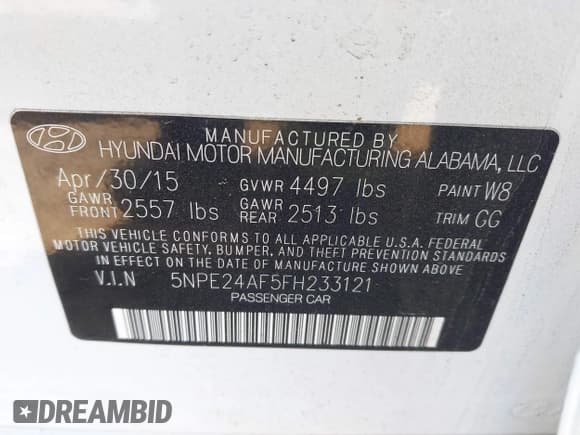 MANUFACTURED BY
HYUNDAI MOTOR MANUFACTURING ALABAMA, LLC
Apr/30/15 GVWR 4497 lbs PAINT W8
GAWR FRONT 2557 lbs GAWR REAR 2513 lbs TRIM GG
THIS VEHICLE CONFORMS TO ALL APPLICABLE U.S.A. FEDERAL
MOTOR VEHICLE SAFETY, BUMPER, AND THEFT PREVENTION STANDARDS
IN EFFECT ON THE DATE OF MANUFACTURE SHOWN ABOVE.
V.I.N 5NPE24AF5FH233121
PASSENGER CAR
$DREAMBID